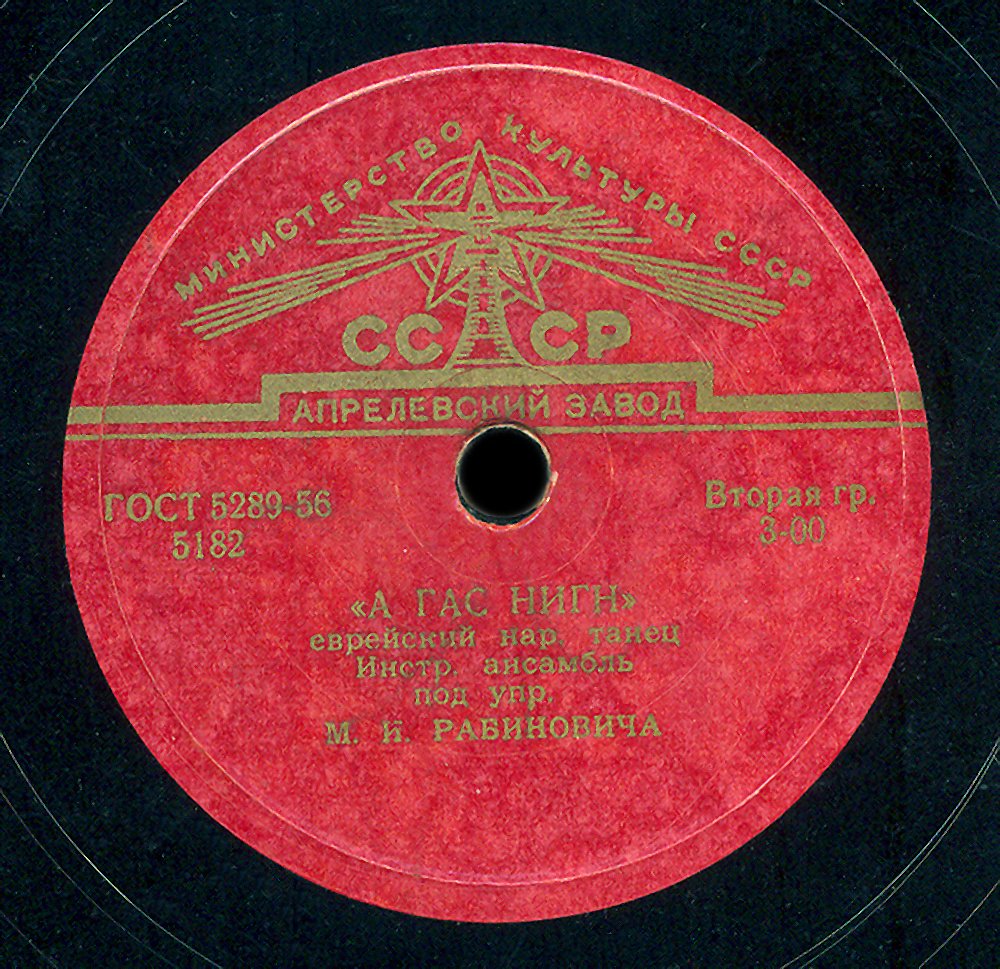 МИНИСТЕРСТВО КУЛЬТУРЫ СССР
СССР
АПРЕЛЕВСКИЙ ЗАВОД
ГОСТ 5289-56
5182
Вторая гр.
3-00
«А ГАС НИГН»
еврейский нар. танец
Инстр. ансамбль
под упр.
М. И. РАБИНОВИЧА